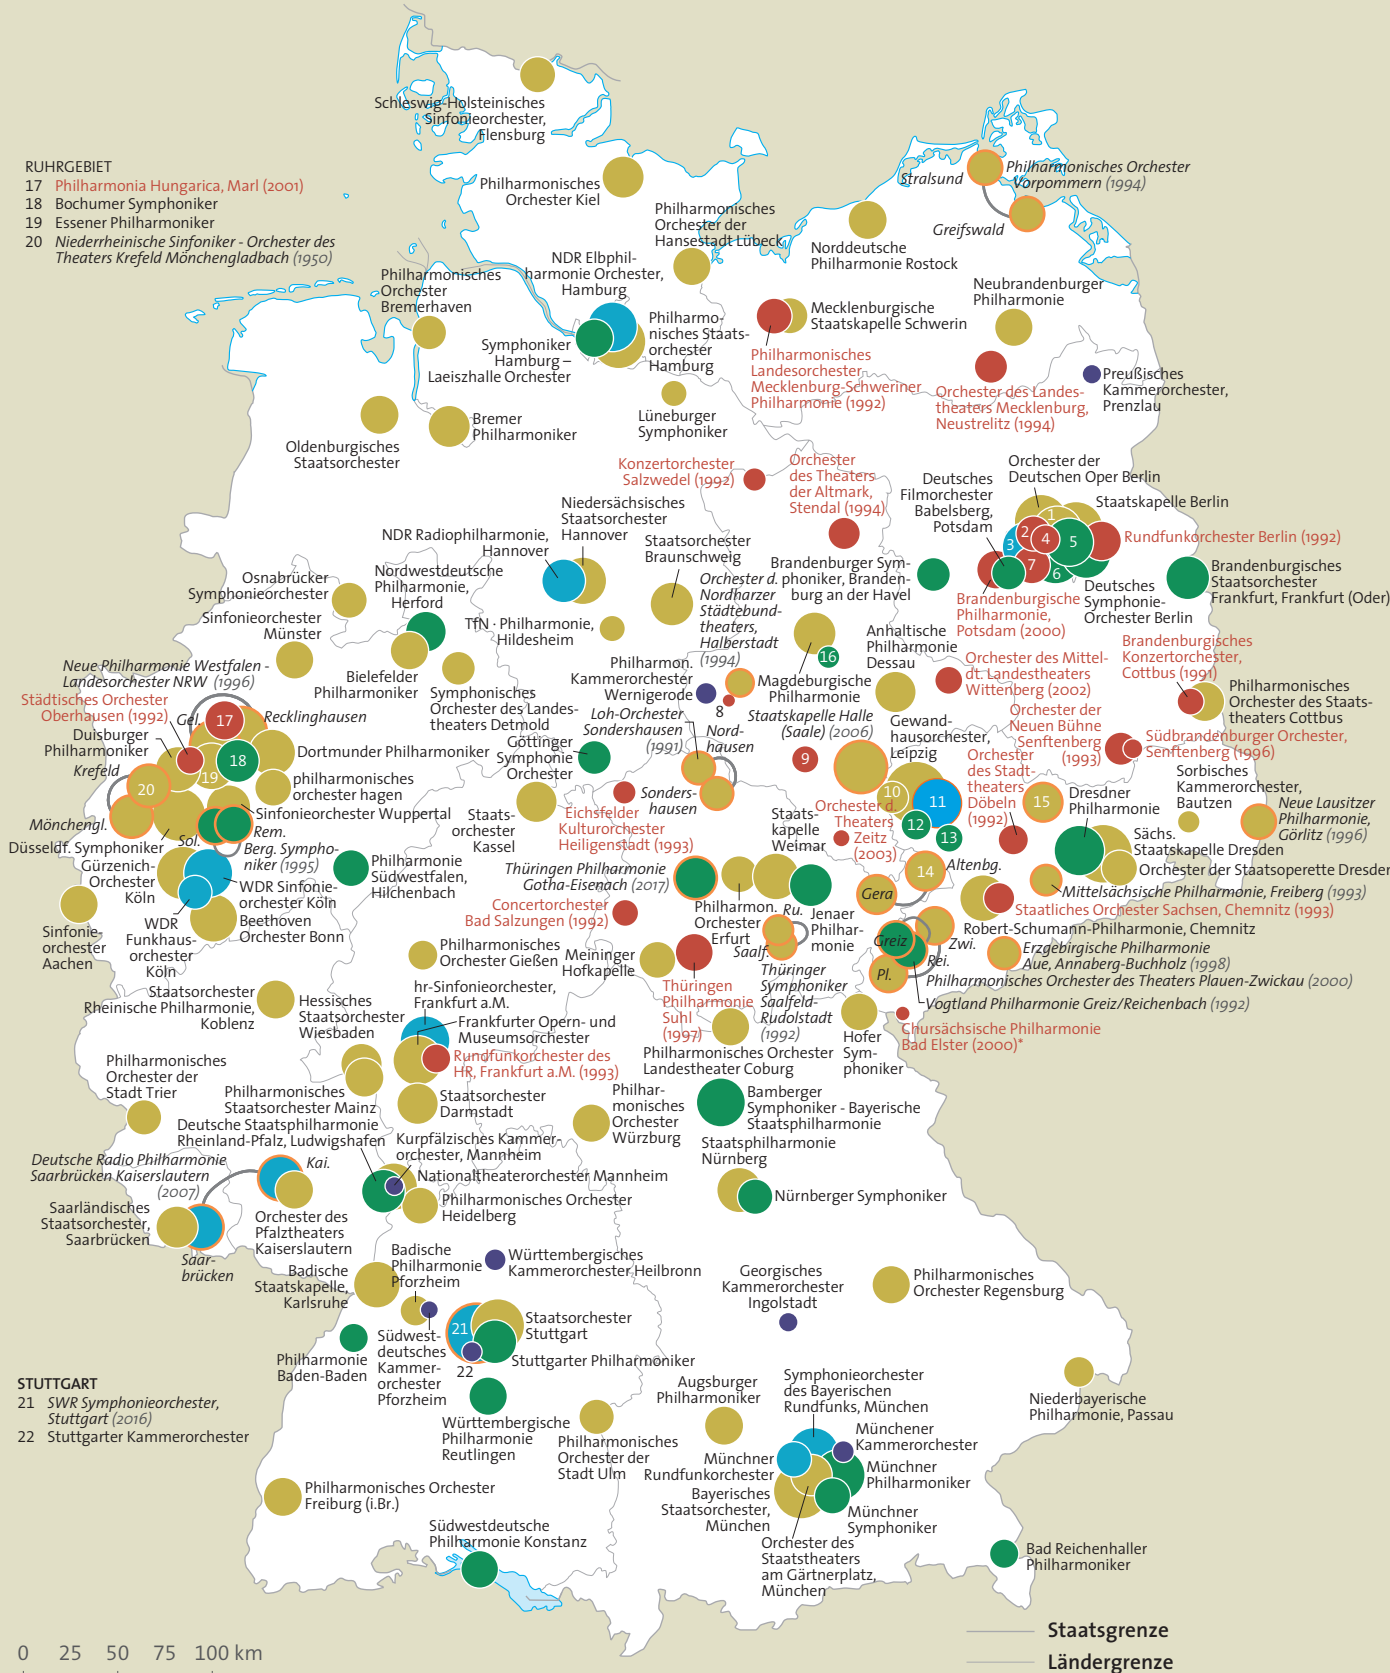 Schleswig-Holsteinisches
Sinfonieorchester,
Flensburg
RUHRGEBIET
17 Philharmonia Hungarica, Marl (2001)
18 Bochumer Symphoniker
19 Essener Philharmoniker
20 Niederrheinische Sinfoniker - Orchester des
Theaters Krefeld Mönchengladbach (1950)
Philharmonisches
Orchester Kiel
Philharmonisches
Orchester der
Hansestadt Lübeck
Stralsund
Philharmonisches Orchester
Vorpommern (1994)
Greifswald
Norddeutsche
Philharmonie Rostock
NDR Elbphil-
harmonie Orchester,
Hamburg
Philharmonisches
Orchester
Bremerhaven
Symphoniker
Hamburg –
Laeiszhalle Orchester
Philharmo-
nisches Staats-
orchester
Hamburg
Mecklenburgische
Staatskapelle Schwerin
Philharmonisches
Landesorchester
Mecklenburg-Schweriner
Philharmonie (1992)
Neubrandenburger
Philharmonie
Orchester des Landes-
theaters Mecklenburg,
Neustrelitz (1994)
Preußisches
Kammerorchester,
Prenzlau
Lüneburger
Symphoniker
Oldenburgisches
Staatsorchester
Bremer
Philharmoniker
Konzertorchester
Salzwedel (1992)
Orchester
des Theaters
der Altmark,
Stendal (1994)
Deutsches
Filmorchester
Babelsberg,
Potsdam
Orchester der
Deutschen Oper Berlin
Staatskapelle Berlin
Rundfunkorchester Berlin (1992)
1
2
3
4
5
6
7
Deutsches
Symphonie-
Orchester Berlin
Brandenburgische
Philharmonie,
Potsdam (2000)
Brandenburgisches
Staatsorchester
Frankfurt, Frankfurt (Oder)
Brandenburger Sym-
phoniker, Branden-
burg an der Havel
NDR Radiophilharmonie,
Hannover
Niedersächsisches
Staatsorchester
Hannover
Staatsorchester
Braunschweig
Osnabrücker
Symphonieorchester
Nordwestdeutsche
Philharmonie,
Herford
Sinfonieorchester
Münster
TfN · Philharmonie,
Hildesheim
Orchester d.
Nordharzer
Städtebund-
theaters,
Halberstadt
(1994)
16
Magdeburgische
Philharmonie
Anhaltische
Philharmonie
Dessau
Orchester des Mittel-
dt. Landestheaters
Wittenberg (2002)
Brandenburgisches
Konzertorchester,
Cottbus (1991)
Philharmonisches
Orchester des Staats-
theaters Cottbus
Orchester der
Neuen Bühne
Senftenberg
(1993)
Südbrandenburger Orchester,
Senftenberg (1996)
Neue Philharmonie Westfalen -
Landesorchester NRW (1996)
Städtisches Orchester
Oberhausen (1992)
Gel.
17
Recklinghausen
Duisburger
Philharmoniker
Krefeld
18
19
20
Dortmunder Philharmoniker
philharmonisches
orchester hagen
Bielefelder
Philharmoniker
Symphonisches
Orchester des Landes-
theaters Detmold
Philharmon.
Kammerorchester
Wernigerode
8
Loh-Orchester
Sondershausen
(1991)
Nord-
hausen
Sonders-
hausen
Göttinger
Symphonie
Orchester
Staatskapelle Halle
(Saale) (2006)
9
Gewand-
hausorchester,
Leipzig
10
11
12
13
Orchester
des Stadt-
theaters
Döbeln
(1992)
15
Dresdner
Philharmonie
Sorbisches
Kammerorchester,
Bautzen
Neue Lausitzer
Philharmonie,
Görlitz (1996)
Mönchengl.
Sinfonieorchester Wuppertal
Rem.
Sol.
Berg. Sympho-
niker (1995)
Düsseldf. Symphoniker
Gürzenich-
Orchester
Köln
Staats-
orchester
Kassel
Eichsfelder
Kulturorchester
Heiligenstadt (1993)
Staats-
kapelle
Weimar
Orchester d.
Theaters
Zeitz
(2003)
Sächs.
Staatskapelle Dresden
Orchester der Staatsoperette Dresden
Altenbg.
14
Gera
Mittelsächsische Philharmonie, Freiberg (1993)
Staatliches Orchester Sachsen, Chemnitz (1993)
Robert-Schumann-Philharmonie, Chemnitz
Philharmonie
Südwestfalen,
Hilchenbach
Thüringen Philharmonie
Gotha-Eisenach (2017)
Concertorchester
Bad Salzungen (1992)
Philharmon.
Orchester
Erfurt
Jenaer
Philhar-
monie
Ru.
Saalf.
WDR Sinfonie-
orchester Köln
WDR
Funkhaus-
orchester
Köln
Beethoven
Orchester Bonn
Sinfonie-
orchester
Aachen
Philharmonisches
Orchester Gießen
Meininger
Hofkapelle
Thüringen
Philharmonie
Suhl
(1997)
Thüringer
Symphoniker
Saalfeld-
Rudolstadt
(1992)
Greiz
Zwi.
Rei.
Pl.
Erzgebirgische Philharmonie
Aue, Annaberg-Buchholz (1998)
Philharmonisches Orchester des Theaters Plauen-Zwickau (2000)
Vogtland Philharmonie Greiz/Reichenbach (1992)
Chursächsische Philharmonie
Bad Elster (2000)*
Hofer
Sym-
phoniker
Staatsorchester
Rheinische Philharmonie,
Koblenz
Hessisches
Staatsorchester
Wiesbaden
hr-Sinfonieorchester,
Frankfurt a.M.
Frankfurter Opern- und
Museumsorchester
Rundfunkorchester des
HR, Frankfurt a.M. (1993)
Philharmonisches Orchester
Landestheater Coburg
Philharmonisches
Orchester der
Stadt Trier
Philharmonisches
Staatsorchester Mainz
Staatsorchester
Darmstadt
Philhar-
monisches
Orchester
Würzburg
Bamberger
Symphoniker - Bayerische
Staatsphilharmonie
Deutsche Staatsphilharmonie
Rheinland-Pfalz, Ludwigshafen
Kurpfälzisches Kammer-
orchester, Mannheim
Nationaltheaterorchester Mannheim
Philharmonisches Orchester
Heidelberg
Staatsphilharmonie
Nürnberg
Nürnberger Symphoniker
Deutsche Radio Philharmonie
Saarbrücken Kaiserslautern
(2007)
Kai.
Saarländisches
Staatsorchester,
Saarbrücken
Orchester des
Pfalztheaters
Kaiserslautern
Saar-
brücken
Badische
Staatskapelle,
Karlsruhe
Badische
Philharmonie
Pforzheim
Württembergisches
Kammerorchester Heilbronn
Georgisches
Kammerorchester
Ingolstadt
Philharmonisches
Orchester Regensburg
Südwest-
deutsches
Kammer-
orchester
Pforzheim
21
22
Staatsorchester
Stuttgart
Stuttgarter Philharmoniker
Philharmonie
Baden-Baden
STUTTGART
21 SWR Symphonieorchester,
Stuttgart (2016)
22 Stuttgarter Kammerorchester
Württembergische
Philharmonie
Reutlingen
Philharmonisches
Orchester der
Stadt Ulm
Augsburger
Philharmoniker
Symphonieorchester
des Bayerischen
Rundfunks, München
Münchener
Kammerorchester
Münchner
Rundfunkorchester
Münchner
Philharmoniker
Bayerisches
Staatsorchester,
München
Münchner
Symphoniker
Orchester des
Staatstheaters
am Gärtnerplatz,
München
Niederbayerische
Philharmonie, Passau
Philharmonisches Orchester
Freiburg (i.Br.)
Südwestdeutsche
Philharmonie Konstanz
Bad Reichenhaller
Philharmoniker
0 25 50 75 100 km
Staatsgrenze
Ländergrenze